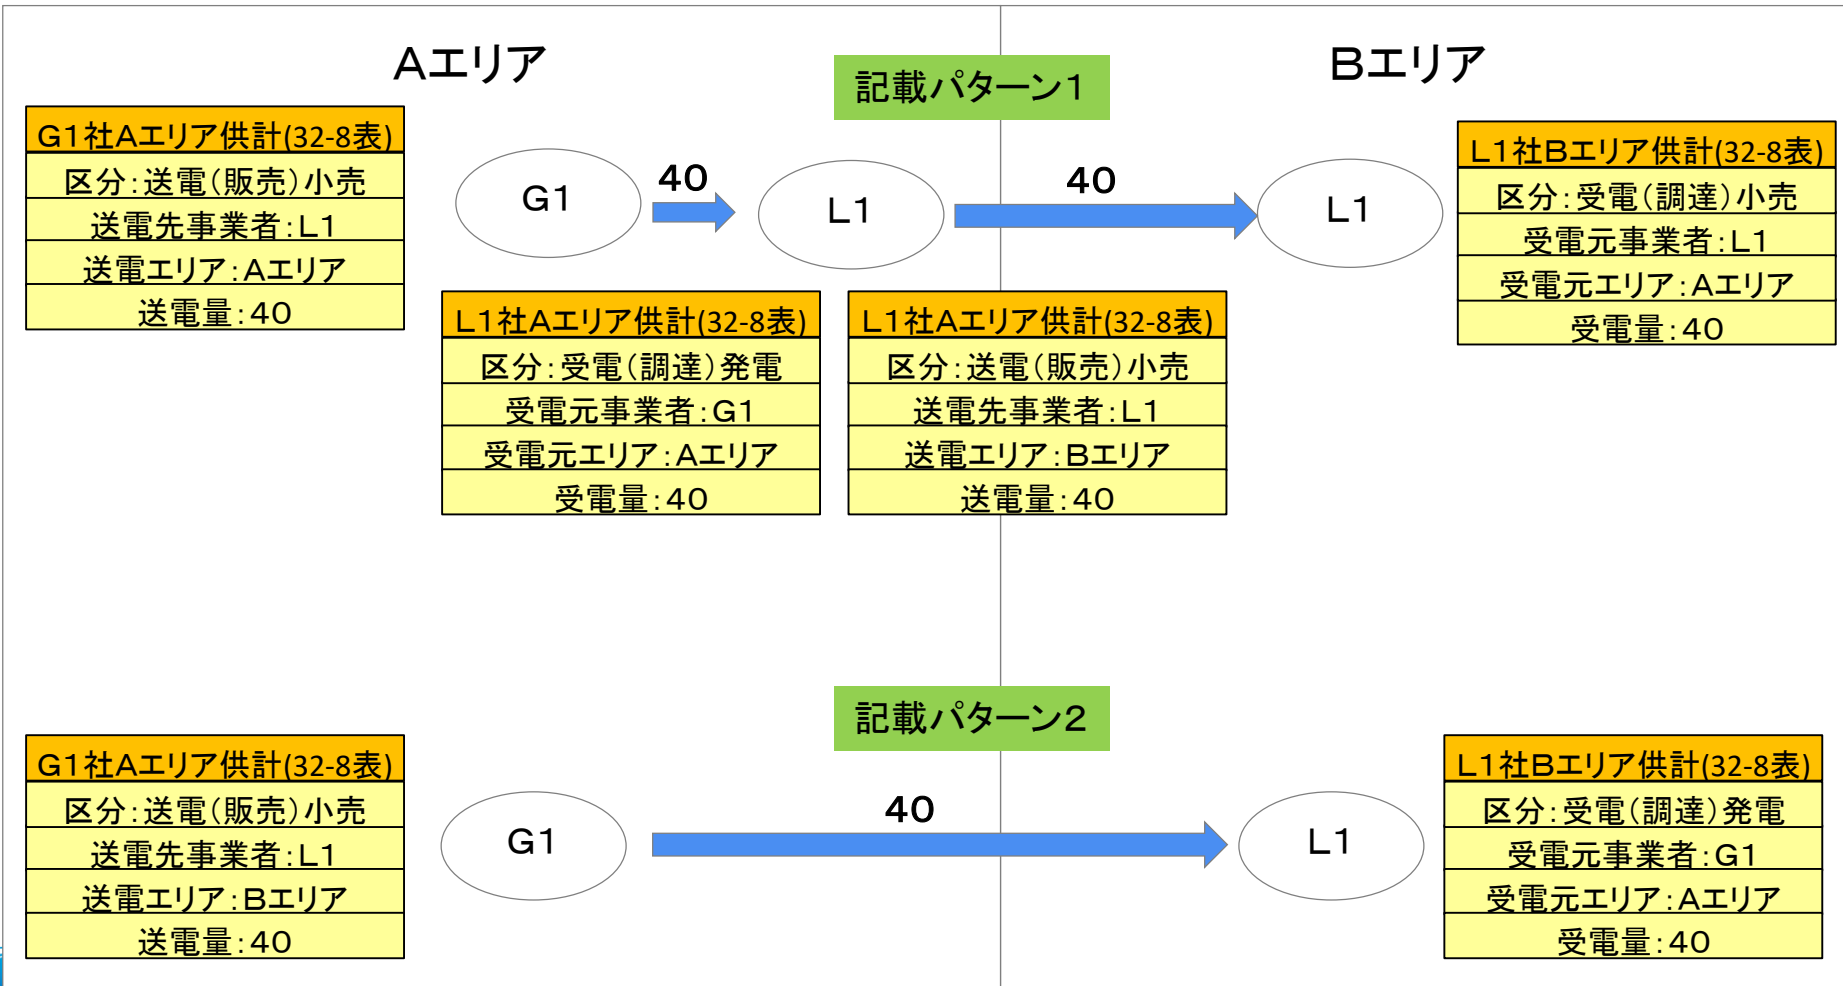 Aエリア
Bエリア
記載パターン1
G1社Aエリア供計(32-8表)
区分:送電(販売)小売
送電先事業者:L1
送電エリア:Aエリア
送電量:40
G1
40
L1
40
L1
L1社Bエリア供計(32-8表)
区分:受電(調達)小売
受電元事業者:L1
受電元エリア:Aエリア
受電量:40
L1社Aエリア供計(32-8表)
区分:受電(調達)発電
受電元事業者:G1
受電元エリア:Aエリア
受電量:40
L1社Aエリア供計(32-8表)
区分:送電(販売)小売
送電先事業者:L1
送電エリア:Bエリア
送電量:40
記載パターン2
G1社Aエリア供計(32-8表)
区分:送電(販売)小売
送電先事業者:L1
送電エリア:Bエリア
送電量:40
G1
40
L1
L1社Bエリア供計(32-8表)
区分:受電(調達)発電
受電元事業者:G1
受電元エリア:Aエリア
受電量:40